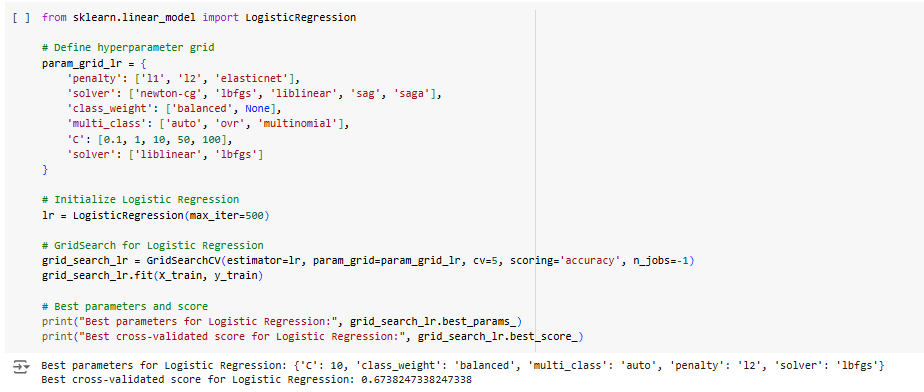 [ ] from sklearn.linear_model import LogisticRegression
# Define hyperparameter grid
param_grid_lr = {
    'penalty': ['l1', 'l2', 'elasticnet'],
    'solver': ['newton-cg', 'lbfgs', 'liblinear', 'sag', 'saga'],
    'class_weight': ['balanced', None],
    'multi_class': ['auto', 'ovr', 'multinomial'],
    'C': [0.1, 1, 10, 50, 100],
    'solver': ['liblinear', 'lbfgs']
}
# Initialize Logistic Regression
lr = LogisticRegression(max_iter=500)
# GridSearch for Logistic Regression
grid_search_lr = GridSearchCV(estimator=lr, param_grid=param_grid_lr, cv=5, scoring='accuracy', n_jobs=-1)
grid_search_lr.fit(X_train, y_train)
# Best parameters and score
print("Best parameters for Logistic Regression:", grid_search_lr.best_params_)
print("Best cross-validated score for Logistic Regression:", grid_search_lr.best_score_)
Best parameters for Logistic Regression: {'C': 10, 'class_weight': 'balanced', 'multi_class': 'auto', 'penalty': 'l2', 'solver': 'lbfgs'}
Best cross-validated score for Logistic Regression: 0.6738247338247338